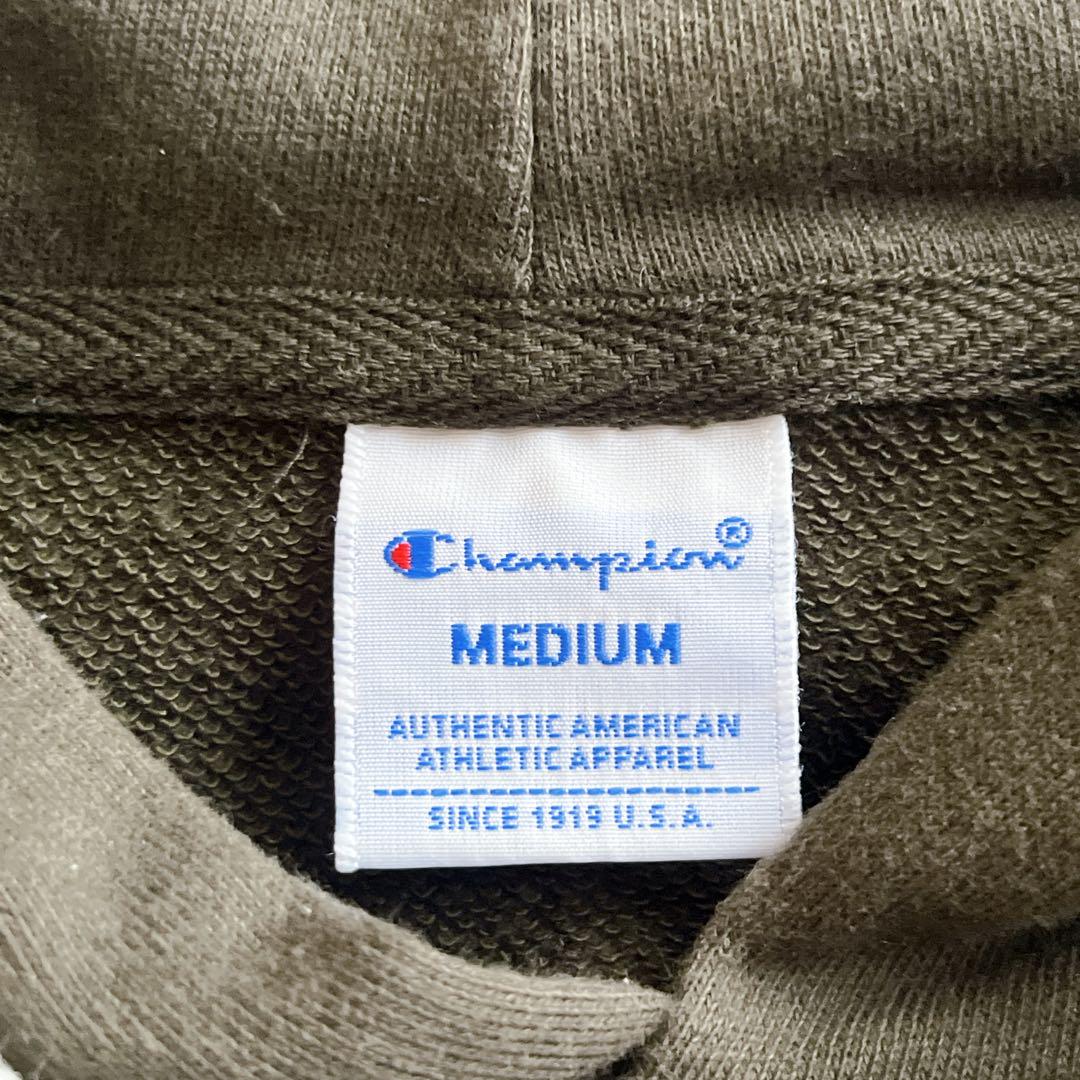 Champion®
MEDIUM
AUTHENTIC AMERICAN
ATHLETIC APPAREL
SINCE 1919 U.S.A.